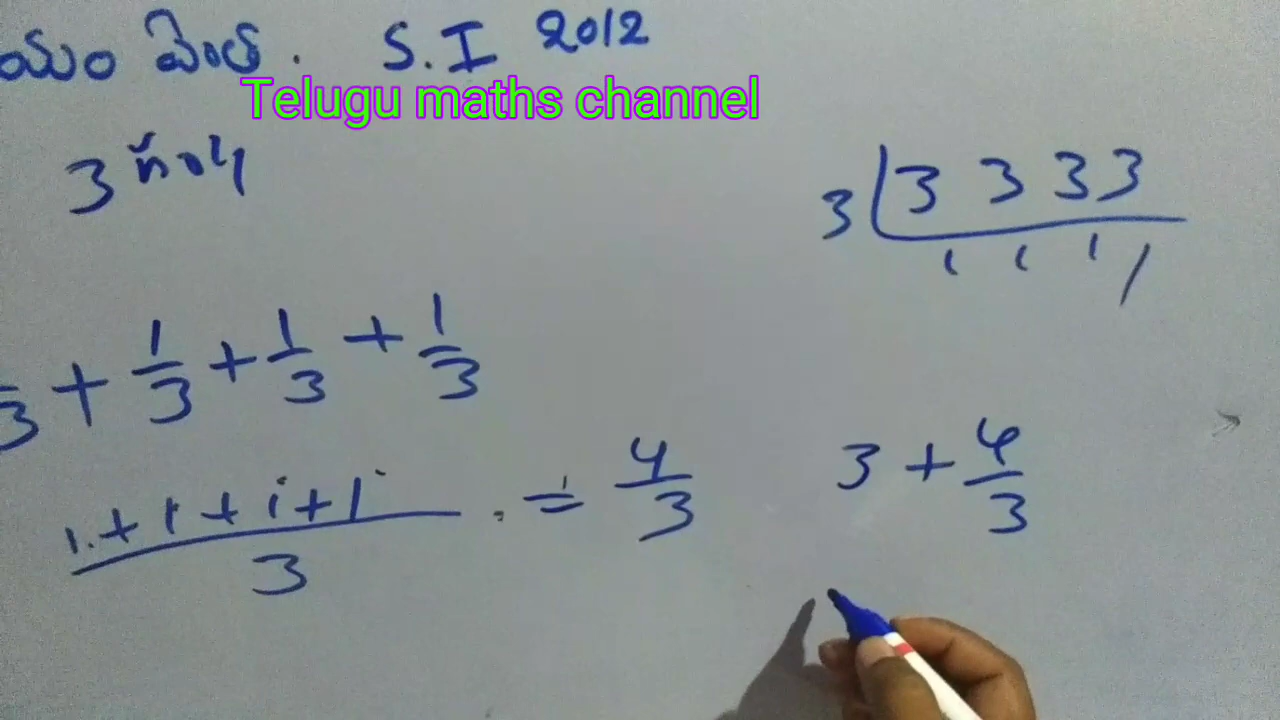 యం వెంత. S.I 2012
Telugu maths channel
3 గం లు
3 3 3 3 3
1 1 1 1
3 + 1/3 + 1/3 + 1/3
1 + 1 + 1 + 1 / 3 = 4/3
3 + 4/3